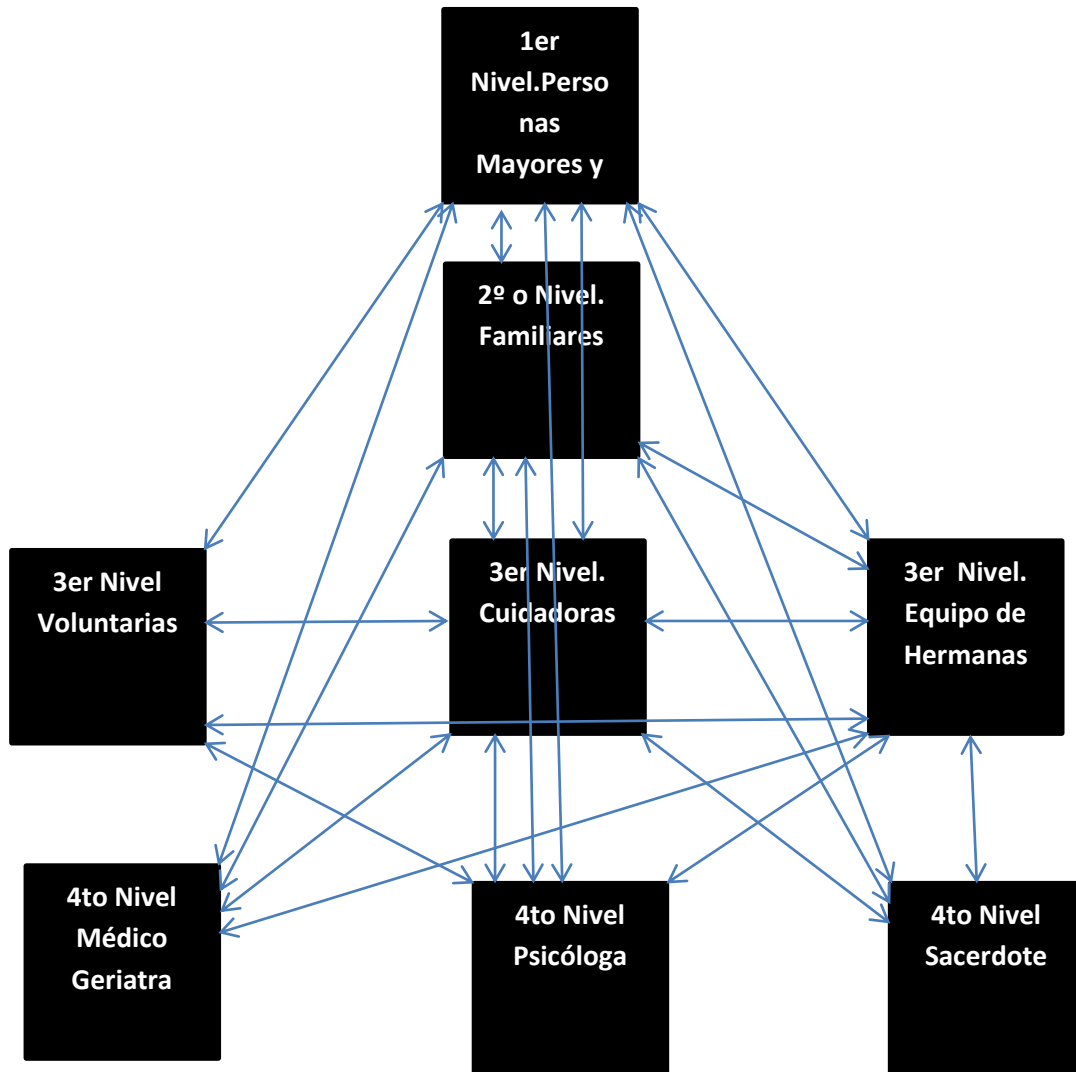 1er
Nivel.Perso
nas
Mayores y
2º o Nivel.
Familiares
3er Nivel
Voluntarias
3er Nivel.
Cuidadoras
3er  Nivel.
Equipo de
Hermanas
4to Nivel
Médico
Geriatra
4to Nivel
Psicóloga
4to Nivel
Sacerdote